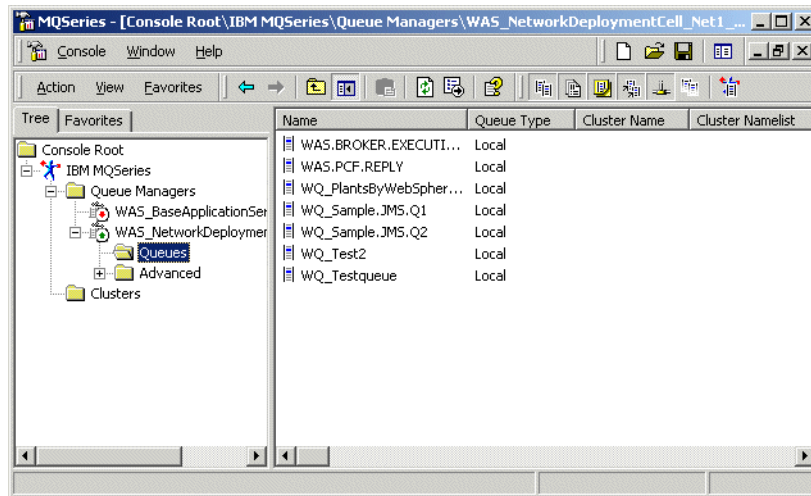 MQSeries - [Console Root\IBM MQSeries\Queue Managers\WAS_NetworkDeploymentCell_Net1_...
Console Window Help
Action View Favorites
Tree Favorites
Name Queue Type Cluster Name Cluster Namelist
Console Root
IBM MQSeries
Queue Managers
WAS_BaseApplicationSer
WAS_NetworkDeploymer
Queues
Advanced
Clusters
WAS.BROKER.EXECUTI... Local
WAS.PCF.REPLY Local
WQ_PlantsByWebSpher... Local
WQ_Sample.JMS.Q1 Local
WQ_Sample.JMS.Q2 Local
WQ_Test2 Local
WQ_Testqueue Local